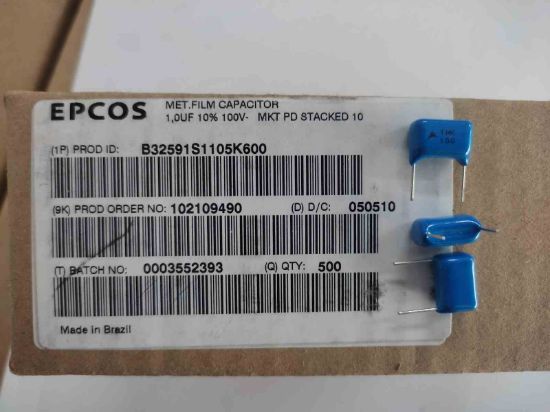 EPCOS
MET.FILM CAPACITOR
1,0UF 10% 100V- MKT PD STACKED 10
(1P) PROD ID: B32591S1105K600
(9K) PROD ORDER NO: 102109490 (D) D/C: 050510
(T) BATCH NO: 0003552393 (Q) QTY: 500
Made in Brazil
100